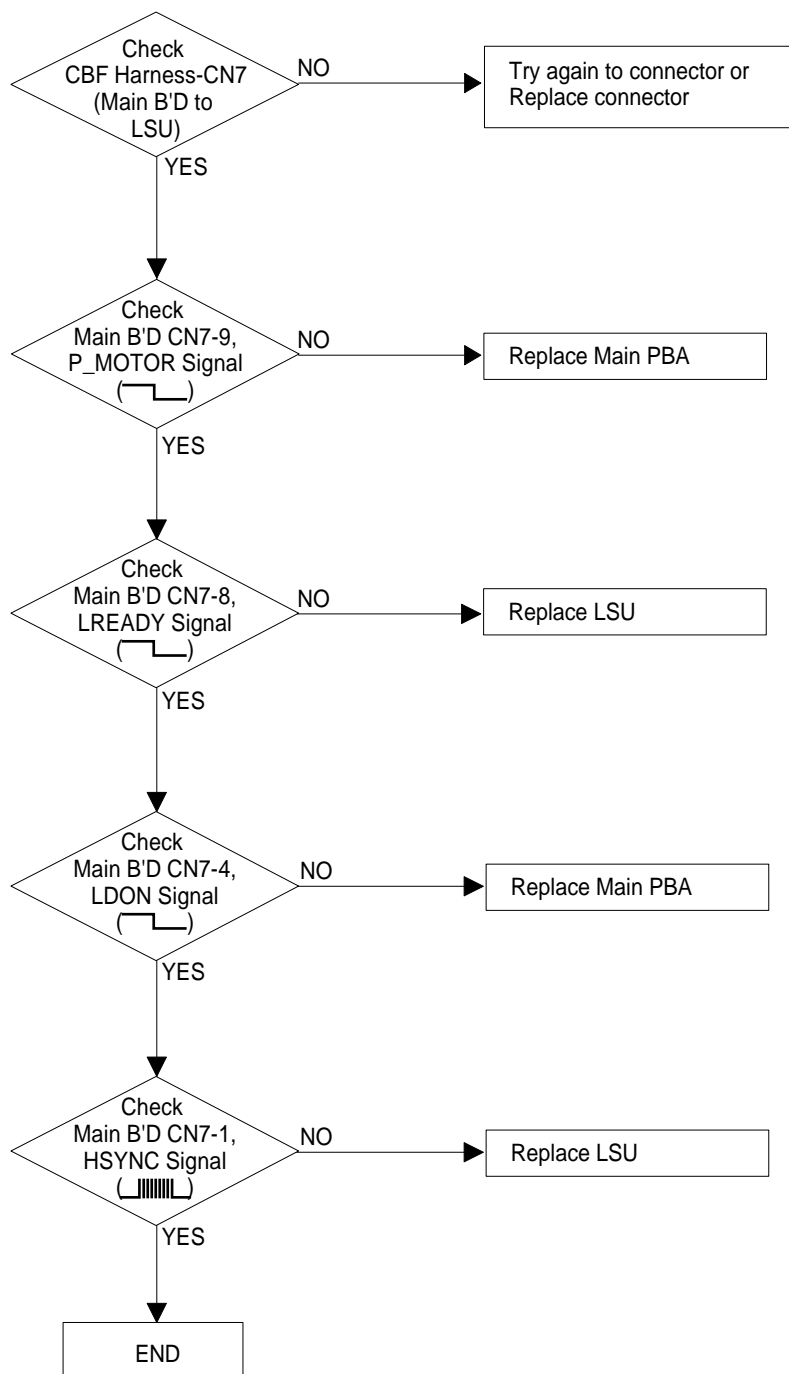 Check
CBF Harness-CN7
(Main B'D to
LSU)
NO
Try again to connector or
Replace connector
YES
Check
Main B'D CN7-9,
P_MOTOR Signal
( )
NO
Replace Main PBA
YES
Check
Main B'D CN7-8,
LREADY Signal
( )
NO
Replace LSU
YES
Check
Main B'D CN7-4,
LDON Signal
( )
NO
Replace Main PBA
YES
Check
Main B'D CN7-1,
HSYNC Signal
( )
NO
Replace LSU
YES
END